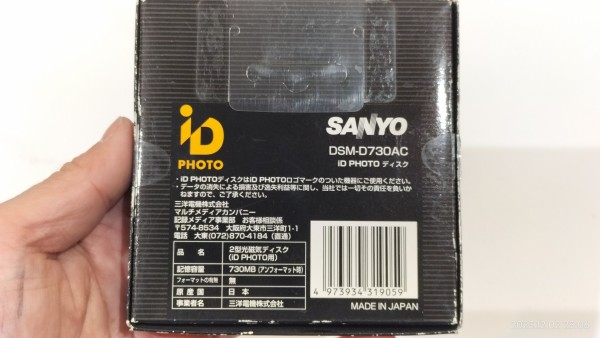 iD
PHOTO
SANYO
DSM-D730AC
iD PHOTO ディスク
・iD PHOTOディスクはiD PHOTOロゴマークのついた機器にご使用ください。
・データの消失による損害及び逸失利益等に関し、当社では一切その責任を負いか
ねますので、ご了承ください。
三洋電機株式会社
マルチメディアカンパニー
記録メディア事業部 お客様相談係
〒574-8534 大阪府大東市三洋町1-1
電話 大東(072)870-4184(直通)
品名 2型光磁気ディスク
(iD PHOTO用)
記憶容量 730MB(アンフォーマット時)
フォーマットの有無 無
原産国 日本
事業者名 三洋電機株式会社
4 973934 319059
MADE IN JAPAN